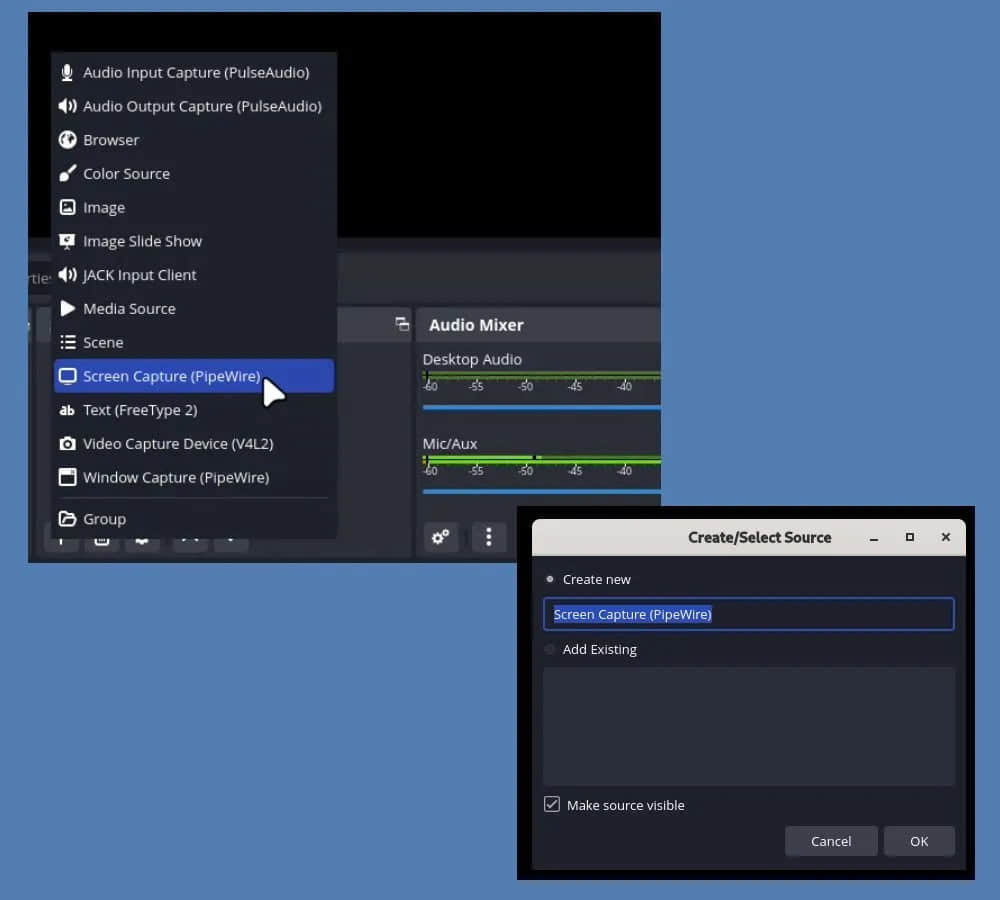 Audio Input Capture (PulseAudio)
Audio Output Capture (PulseAudio)
Browser
Color Source
Image
Image Slide Show
JACK Input Client
Media Source
Scene
Screen Capture (PipeWire)
ab Text (FreeType 2)
Video Capture Device (V4L2)
Window Capture (PipeWire)
Group
Audio Mixer
Desktop Audio
-60 -55 -50 -45 -40
Mic/Aux
-60 -55 -50 -45 -40
Create/Select Source
Create new
Screen Capture (PipeWire)
Add Existing
Make source visible
Cancel OK